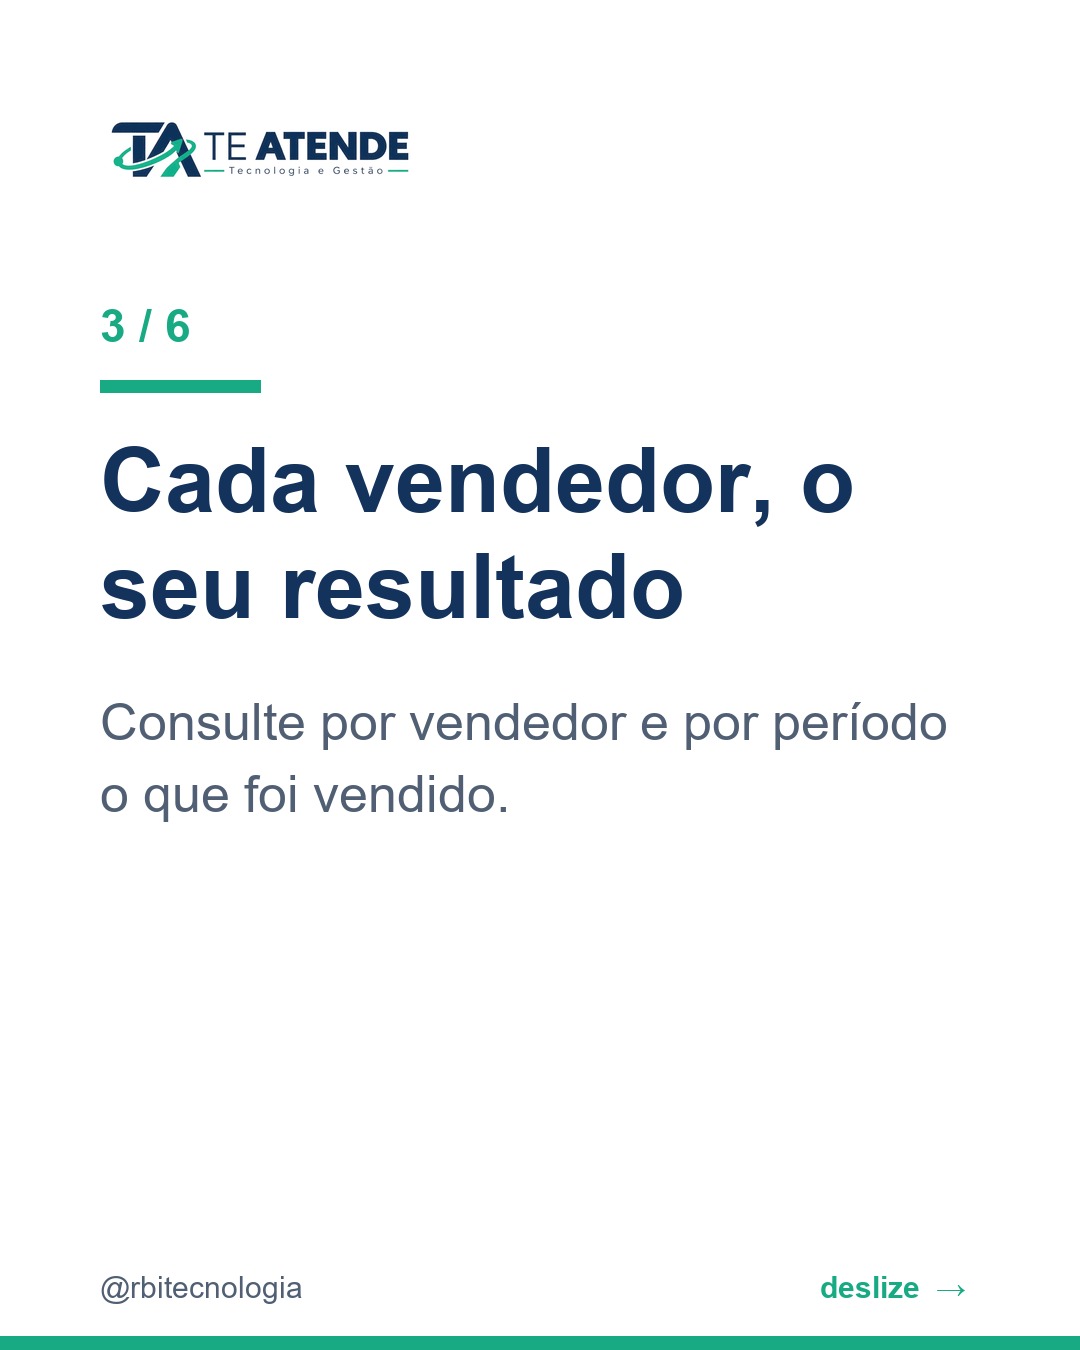 TA TE ATENDE
Tecnologia e Gestão
3 / 6
Cada vendedor, o
seu resultado
Consulte por vendedor e por período
o que foi vendido.
@rbitecnologia
deslize →